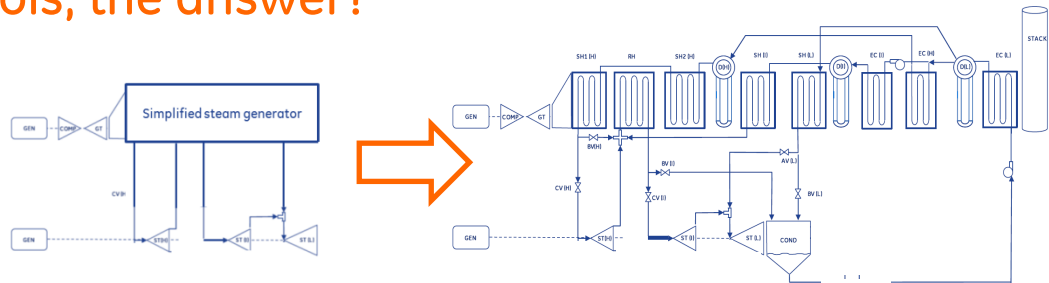 ols, the answer!
Simplified steam generator
GEN
COMP
GT
CV(H
GEN
ST(H)
ST (I)
ST (L)
STACK
SH1 (H)
RH
SH2 (H)
D(H)
SH (I)
SH (L)
D(I)
EC (I)
EC (H)
D(L)
EC (L)
GEN
COMP
GT
BV(H)
AV (L)
BV (I)
CV (H)
CV (I)
BV (L)
GEN
ST(H)
ST (I)
ST (L)
COND